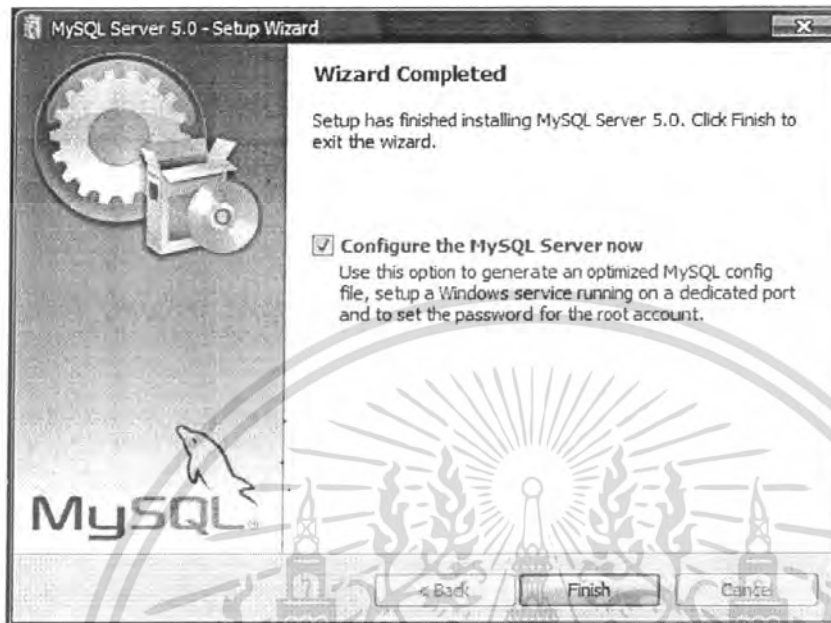 MySQL Server 5.0 - Setup Wizard
Wizard Completed
Setup has finished installing MySQL Server 5.0. Click Finish to
exit the wizard.
Configure the MySQL Server now
Use this option to generate an optimized MySQL config
file, setup a Windows service running on a dedicated port
and to set the password for the root account.
MySQL
< Back
Finish
Cancel